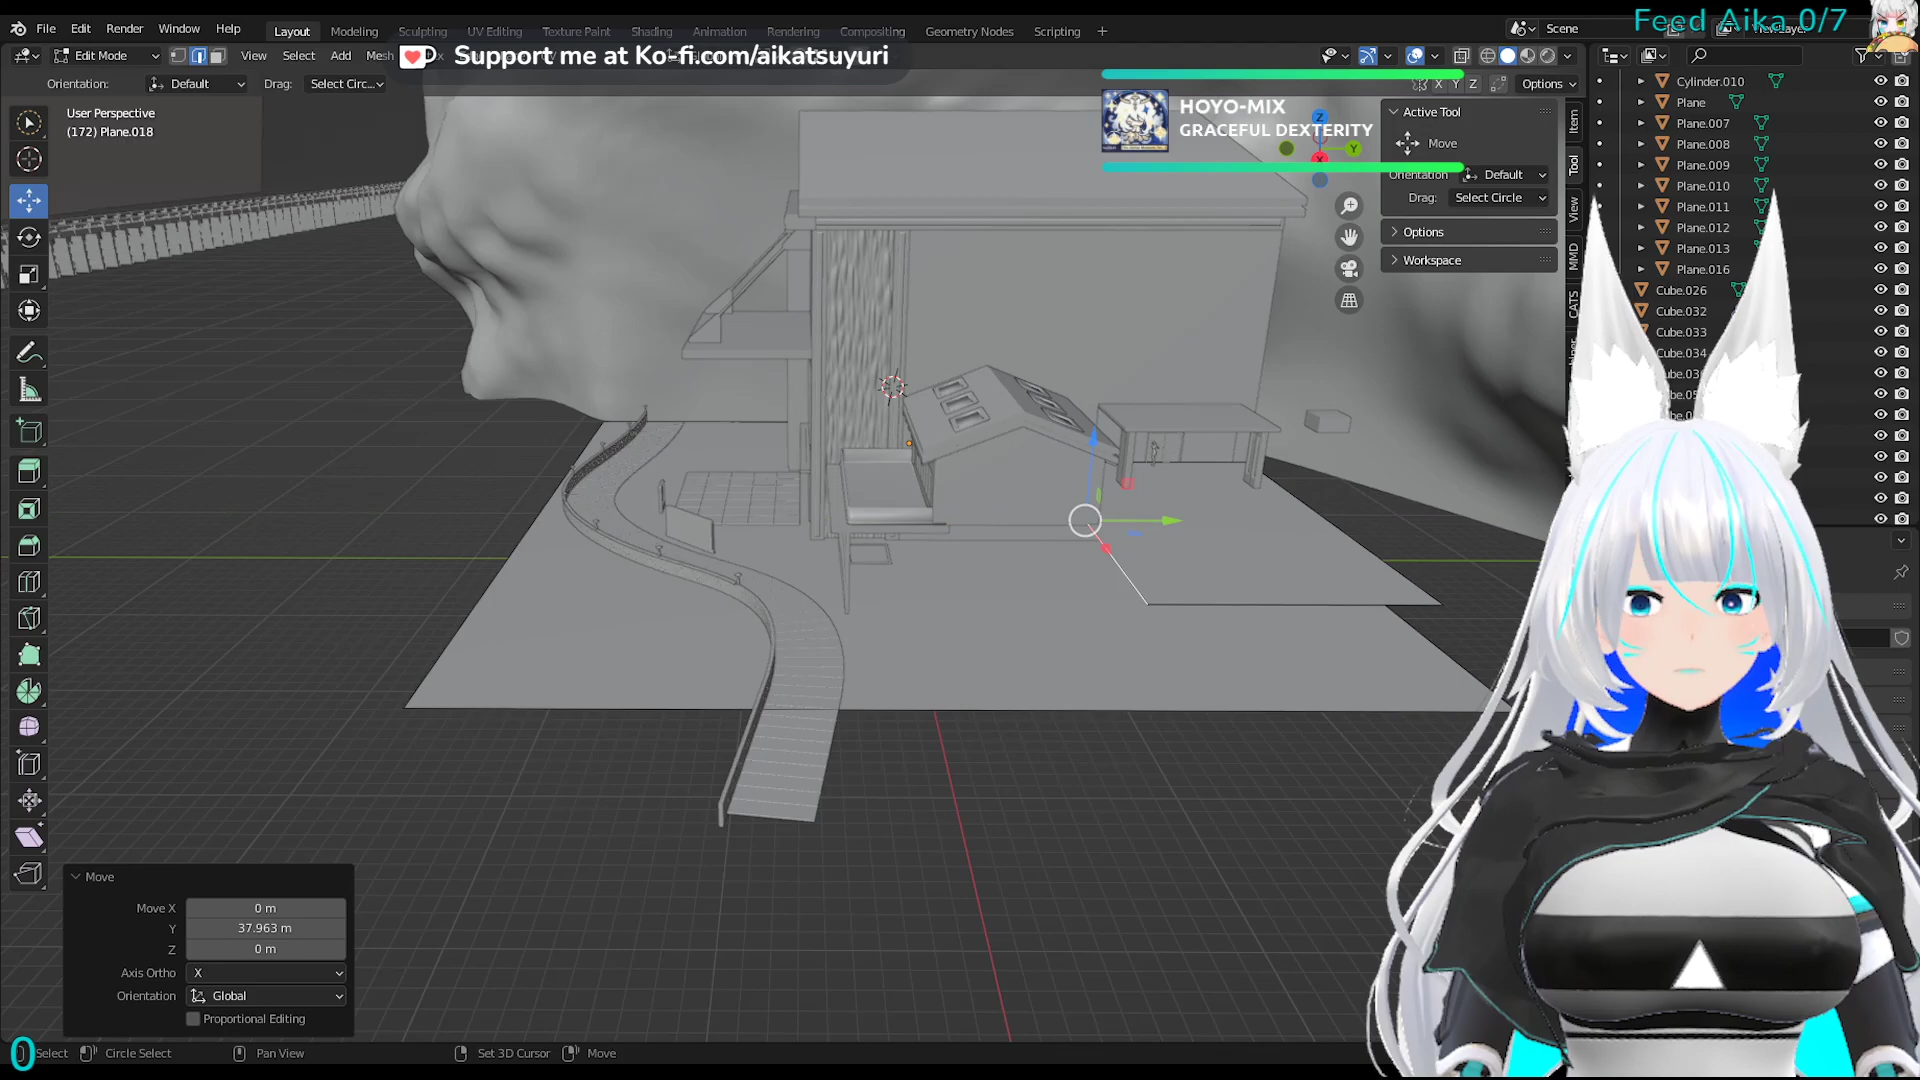 File Edit Render Window Help Layout Modeling Sculpting UV Editing Texture Paint Shading Animation Rendering Compositing Geometry Nodes Scripting + Scene
Feed Aika 0/7
Edit Mode View Select Add Mesh
Support me at Ko-fi.com/aikatsuyuri
Orientation: Default Drag: Select Circ... X Y Z Options
User Perspective
(172) Plane.018
HOYO-MIX
GRACEFUL DEXTERITY
Z
Y
X
Active Tool
Move
Orientation Default
Drag: Select Circle
Options
Workspace
Item
Tool
View
MMD
CATS
Cylinder.010
Plane
Plane.007
Plane.008
Plane.009
Plane.010
Plane.011
Plane.012
Plane.013
Plane.016
Cube.026
Cube.032
Cube.033
Cube.034
Move
Move X 0 m
Y 37.963 m
Z 0 m
Axis Ortho X
Orientation Global
Proportional Editing
0
Select Circle Select Pan View Set 3D Cursor Move